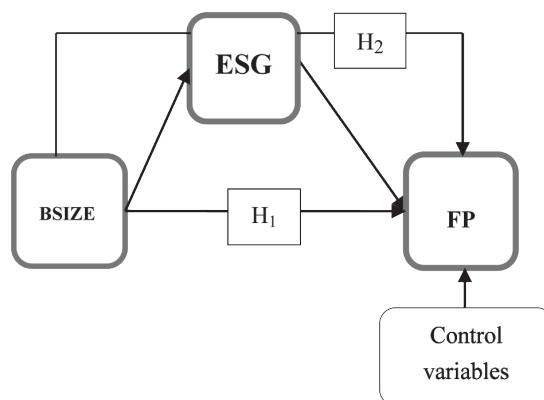 H₂
ESG
BSIZE
H₁
FP
Control
variables